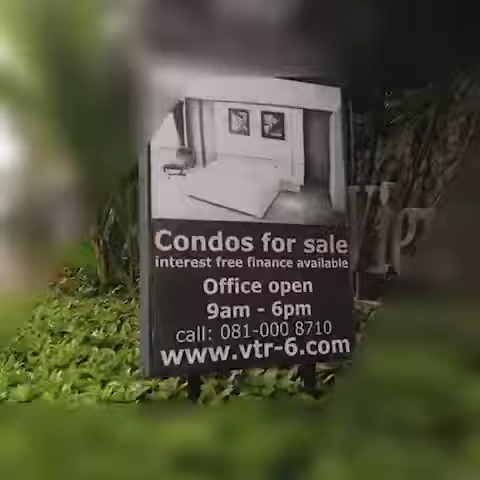 Condos for sale
interest free finance available
Office open
9am - 6pm
call: 081-000 8710
www.vtr-6.com